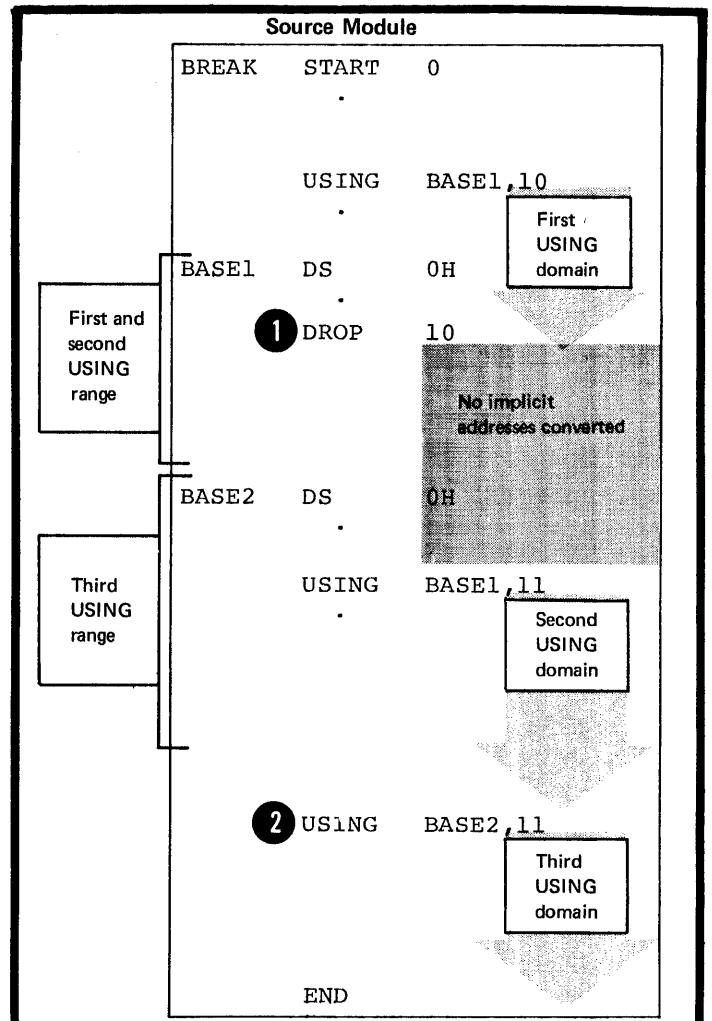 Source Module
BREAK START 0
.
USING BASE1,10
.
First
USING
domain
BASE1 DS 0H
.
First and
second
USING
range
1 DROP 10
No implicit
addresses converted
BASE2 DS 0H
.
Third
USING
range
USING BASE1,11
.
Second
USING
domain
2 USING BASE2,11
Third
USING
domain
END